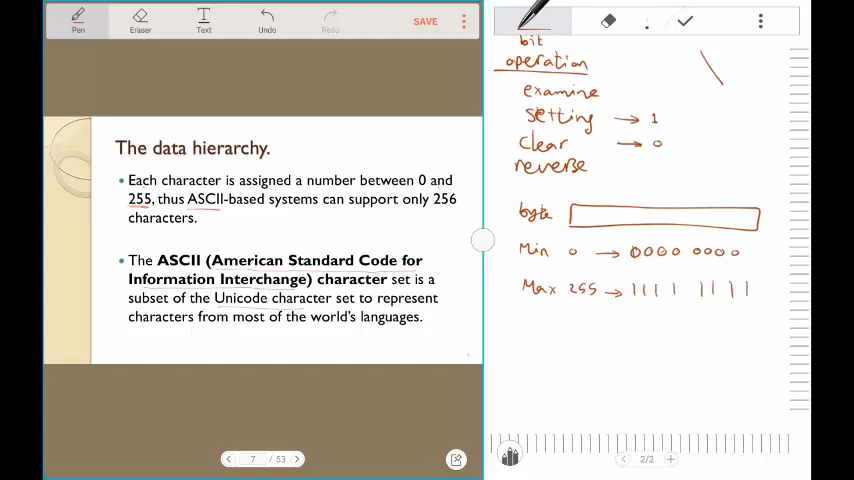 Pen
Eraser
Text
Undo
Redo
SAVE
The data hierarchy.
• Each character is assigned a number between 0 and
255, thus ASCII-based systems can support only 256
characters.
• The ASCII (American Standard Code for
Information Interchange) character set is a
subset of the Unicode character set to represent
characters from most of the world's languages.
7 / 53
bit
operation
examine
setting → 1
clear → 0
reverse
byte
Min 0 → 0000 0000
Max 255 → 1111 1111
2/2